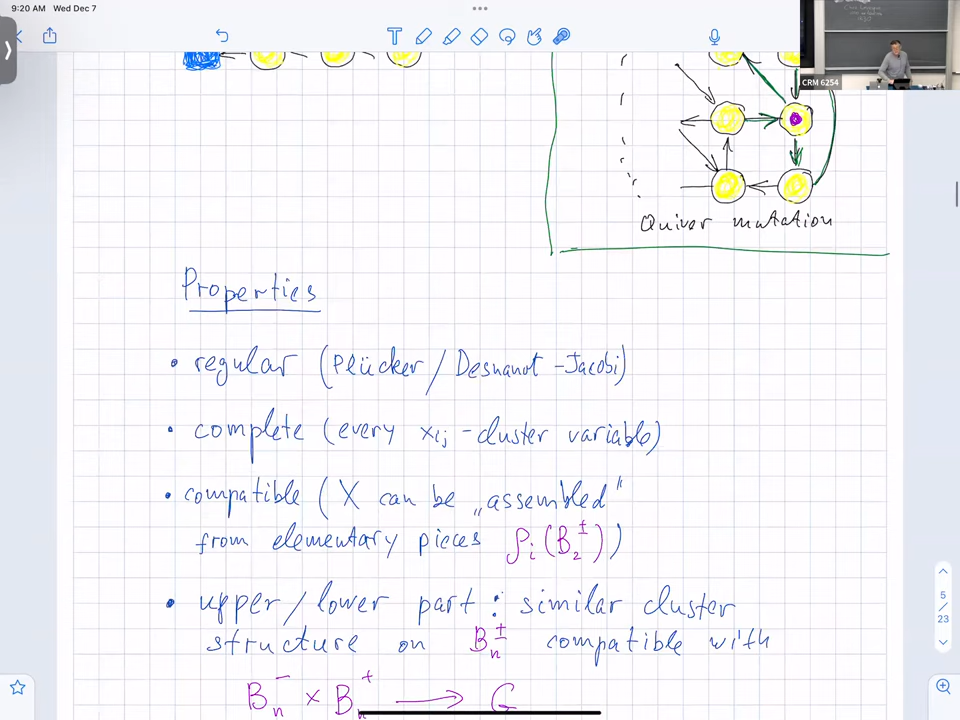 9:20 AM Wed Dec 7
CRM 6254
Quiver mutation
Properties
• regular (Plücker / Desnanot - Jacobi)
• complete (every xij - cluster variable)
• compatible ( X can be „assembled"
from elementary pieces ρi (B2±) )
• upper/lower part : similar cluster
structure on Bn± compatible with
Bn- × Bn+ → G
5
/
23